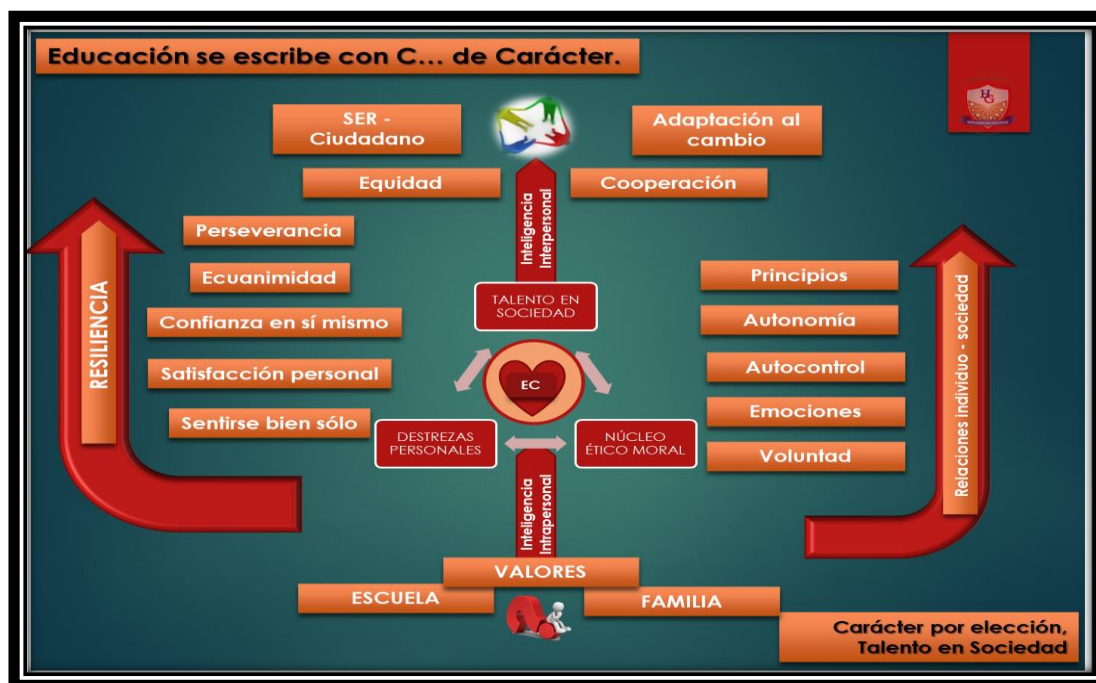 Educación se escribe con C... de Carácter.
HG
SER -
Ciudadano
Adaptación al
cambio
Equidad
Cooperación
Inteligencia
Interpersonal
Perseverancia
Ecuanimidad
Confianza en sí mismo
Satisfacción personal
Sentirse bien sólo
RESILIENCIA
TALENTO EN
SOCIEDAD
EC
DESTREZAS
PERSONALES
NÚCLEO
ÉTICO MORAL
Principios
Autonomía
Autocontrol
Emociones
Voluntad
Relaciones individuo - sociedad
Inteligencia
Intrapersonal
VALORES
ESCUELA
FAMILIA
Carácter por elección,
Talento en Sociedad